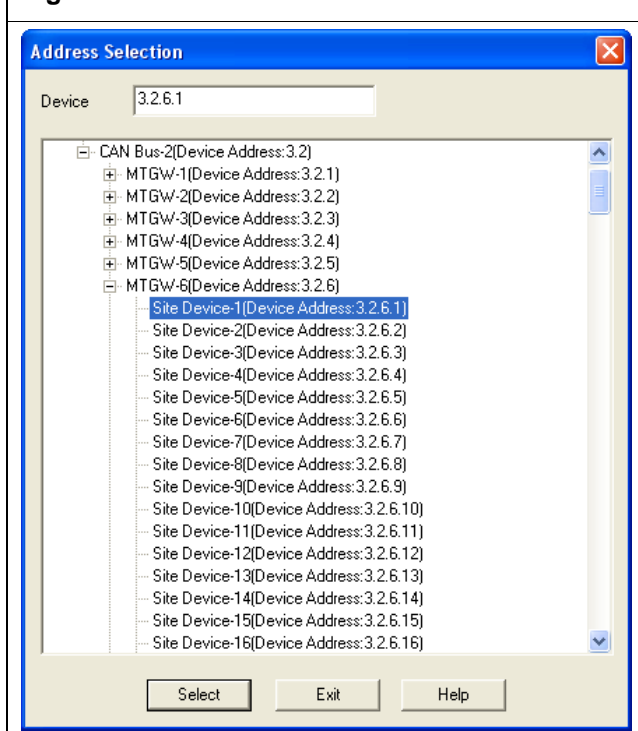 Address Selection
Device 3.2.6.1
CAN Bus-2(Device Address:3.2)
MTGW-1(Device Address:3.2.1)
MTGW-2(Device Address:3.2.2)
MTGW-3(Device Address:3.2.3)
MTGW-4(Device Address:3.2.4)
MTGW-5(Device Address:3.2.5)
MTGW-6(Device Address:3.2.6)
Site Device-1(Device Address:3.2.6.1)
Site Device-2(Device Address:3.2.6.2)
Site Device-3(Device Address:3.2.6.3)
Site Device-4(Device Address:3.2.6.4)
Site Device-5(Device Address:3.2.6.5)
Site Device-6(Device Address:3.2.6.6)
Site Device-7(Device Address:3.2.6.7)
Site Device-8(Device Address:3.2.6.8)
Site Device-9(Device Address:3.2.6.9)
Site Device-10(Device Address:3.2.6.10)
Site Device-11(Device Address:3.2.6.11)
Site Device-12(Device Address:3.2.6.12)
Site Device-13(Device Address:3.2.6.13)
Site Device-14(Device Address:3.2.6.14)
Site Device-15(Device Address:3.2.6.15)
Site Device-16(Device Address:3.2.6.16)
Select Exit Help